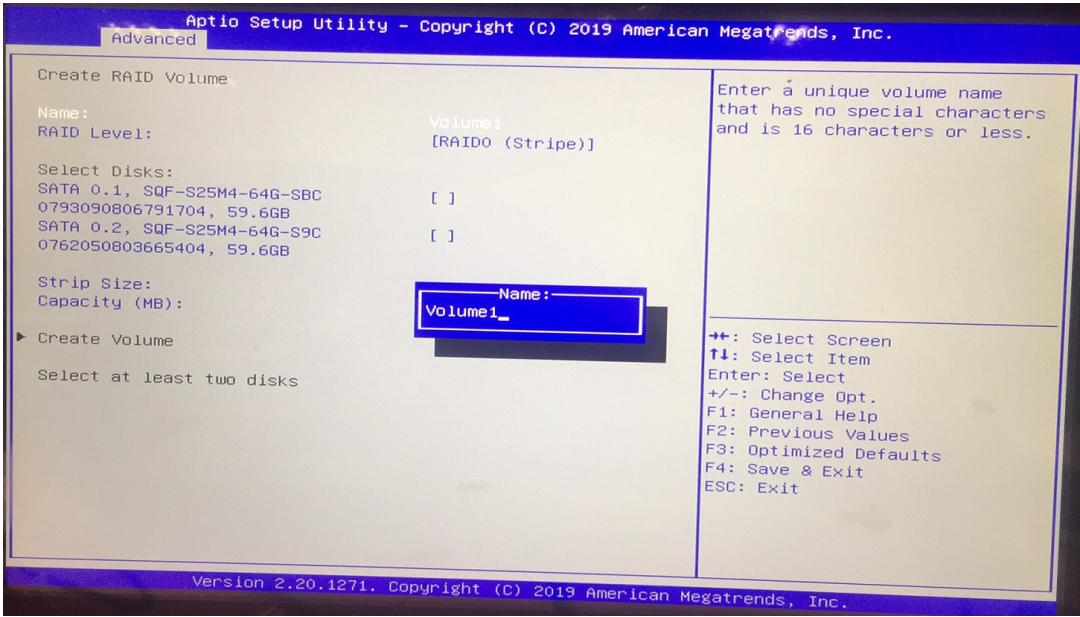 Aptio Setup Utility – Copyright (C) 2019 American Megatrends, Inc.
Advanced
Create RAID Volume
Name: Volume1
RAID Level: [RAID0 (Stripe)]
Select Disks:
SATA 0.1, SQF-S25M4-64G-SBC [ ]
0793090806791704, 59.6GB
SATA 0.2, SQF-S25M4-64G-S9C [ ]
0762050803665404, 59.6GB
Strip Size:
Capacity (MB):
Name:
Volume1_
► Create Volume
Select at least two disks
Enter a unique volume name
that has no special characters
and is 16 characters or less.
→←: Select Screen
↑↓: Select Item
Enter: Select
+/-: Change Opt.
F1: General Help
F2: Previous Values
F3: Optimized Defaults
F4: Save & Exit
ESC: Exit
Version 2.20.1271. Copyright (C) 2019 American Megatrends, Inc.